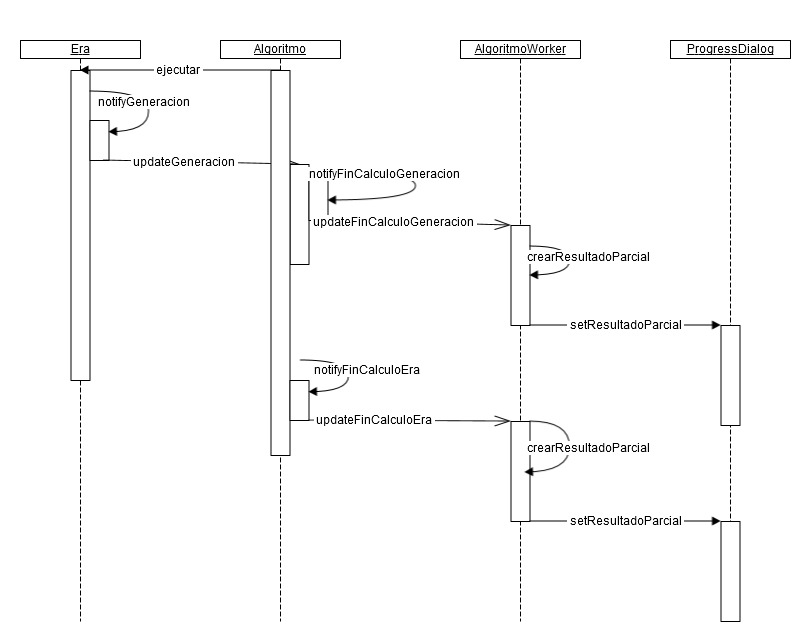 Era
Algoritmo
AlgoritmoWorker
ProgressDialog
ejecutar
notifyGeneracion
updateGeneracion
notifyFinCalculoGeneracion
updateFinCalculoGeneracion
crearResultadoParcial
setResultadoParcial
notifyFinCalculoEra
updateFinCalculoEra
crearResultadoParcial
setResultadoParcial